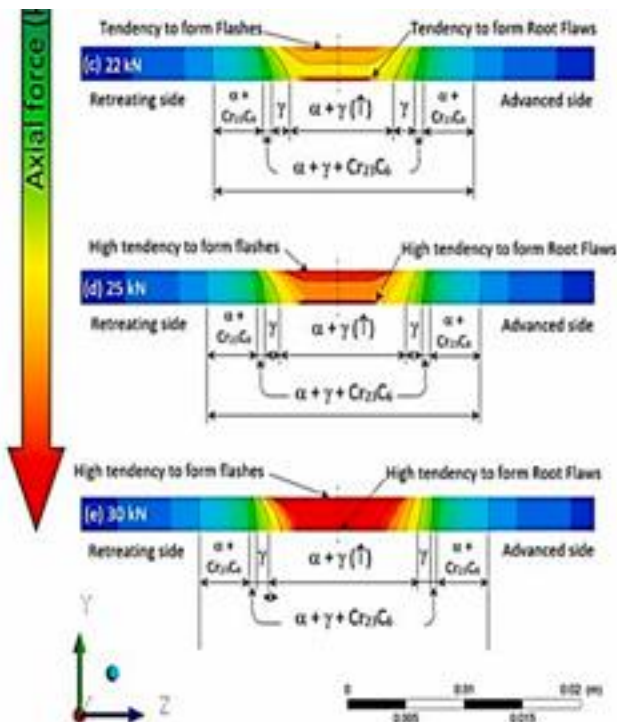 Axial force (
Tendency to form Flashes
Tendency to form Root Flaws
(c) 22 kN
Retreating side
α +
Cr₂₃C₆
γ
α + γ (↑)
γ
α +
Cr₂₃C₆
Advanced side
α + γ + Cr₂₃C₆
High tendency to form flashes
High tendency to form Root Flaws
(d) 25 kN
Retreating side
α +
Cr₂₃C₆
γ
α + γ (↑)
γ
α +
Cr₂₃C₆
Advanced side
α + γ + Cr₂₃C₆
High tendency to form flashes
High tendency to form Root Flaws
(e) 30 kN
Retreating side
α +
Cr₂₃C₆
γ
α + γ (↑)
γ
α +
Cr₂₃C₆
Advanced side
α + γ + Cr₂₃C₆
Y
Z
0
0.01
0.02 (m)
0.005
0.015